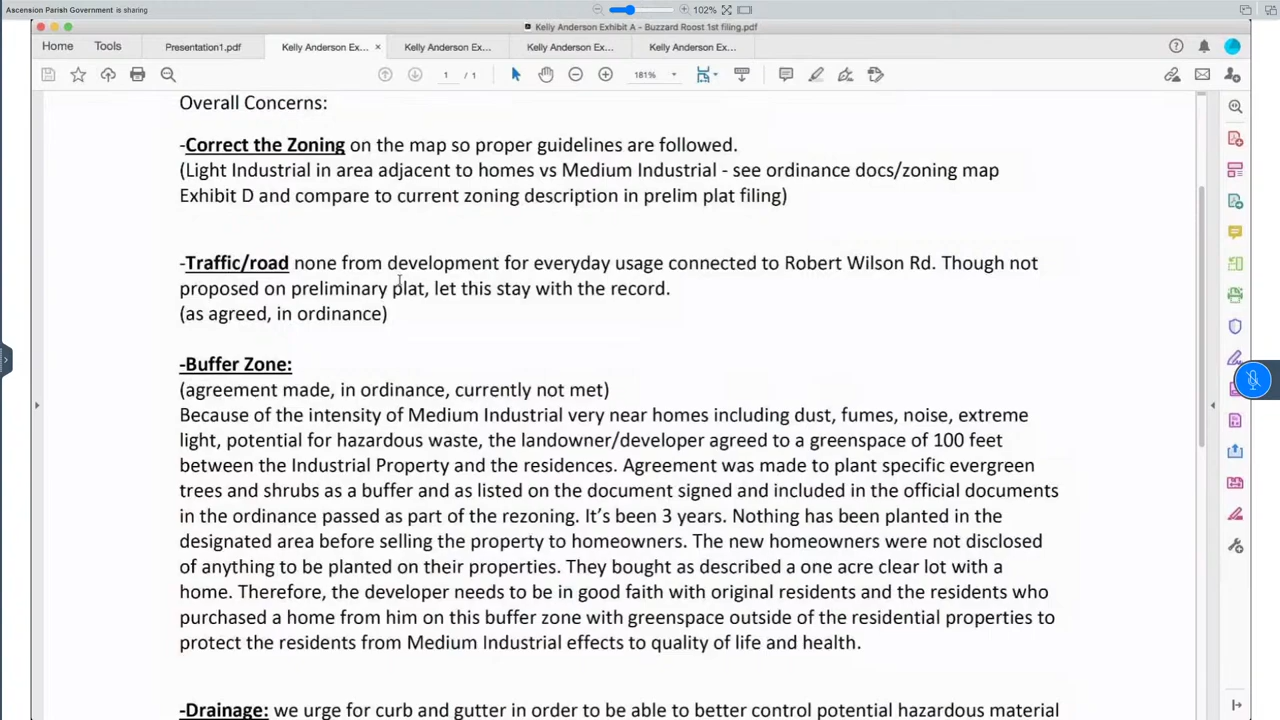 Ascension Parish Government is sharing
102%
Kelly Anderson Exhibit A - Buzzard Roost 1st filing.pdf
Home Tools Presentation1.pdf Kelly Anderson Ex... × Kelly Anderson Ex... Kelly Anderson Ex... Kelly Anderson Ex...
1 / 1 181%
Overall Concerns:
-Correct the Zoning on the map so proper guidelines are followed.
(Light Industrial in area adjacent to homes vs Medium Industrial - see ordinance docs/zoning map
Exhibit D and compare to current zoning description in prelim plat filing)
-Traffic/road none from development for everyday usage connected to Robert Wilson Rd. Though not
proposed on preliminary plat, let this stay with the record.
(as agreed, in ordinance)
-Buffer Zone:
(agreement made, in ordinance, currently not met)
Because of the intensity of Medium Industrial very near homes including dust, fumes, noise, extreme
light, potential for hazardous waste, the landowner/developer agreed to a greenspace of 100 feet
between the Industrial Property and the residences. Agreement was made to plant specific evergreen
trees and shrubs as a buffer and as listed on the document signed and included in the official documents
in the ordinance passed as part of the rezoning. It’s been 3 years. Nothing has been planted in the
designated area before selling the property to homeowners. The new homeowners were not disclosed
of anything to be planted on their properties. They bought as described a one acre clear lot with a
home. Therefore, the developer needs to be in good faith with original residents and the residents who
purchased a home from him on this buffer zone with greenspace outside of the residential properties to
protect the residents from Medium Industrial effects to quality of life and health.
-Drainage: we urge for curb and gutter in order to be able to better control potential hazardous material